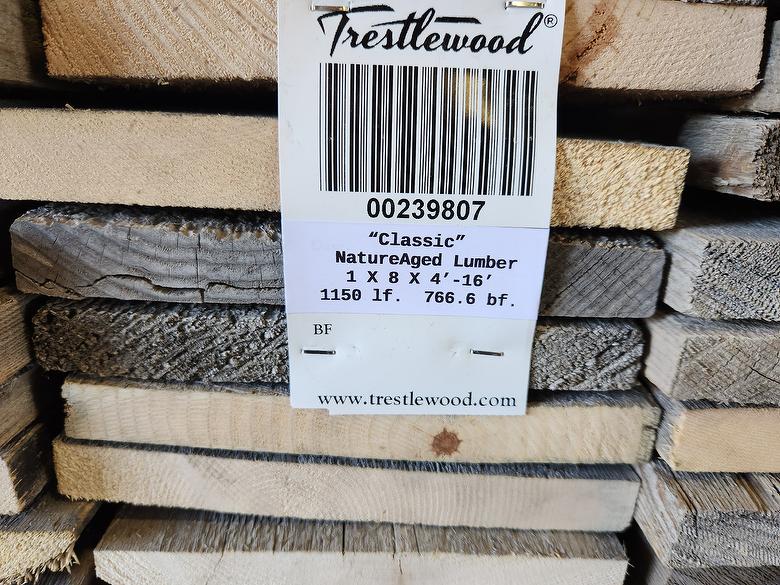 Trestlewood®
00239807
“Classic”
NatureAged Lumber
1 X 8 X 4’-16’
1150 lf.  766.6 bf.
BF
www.trestlewood.com